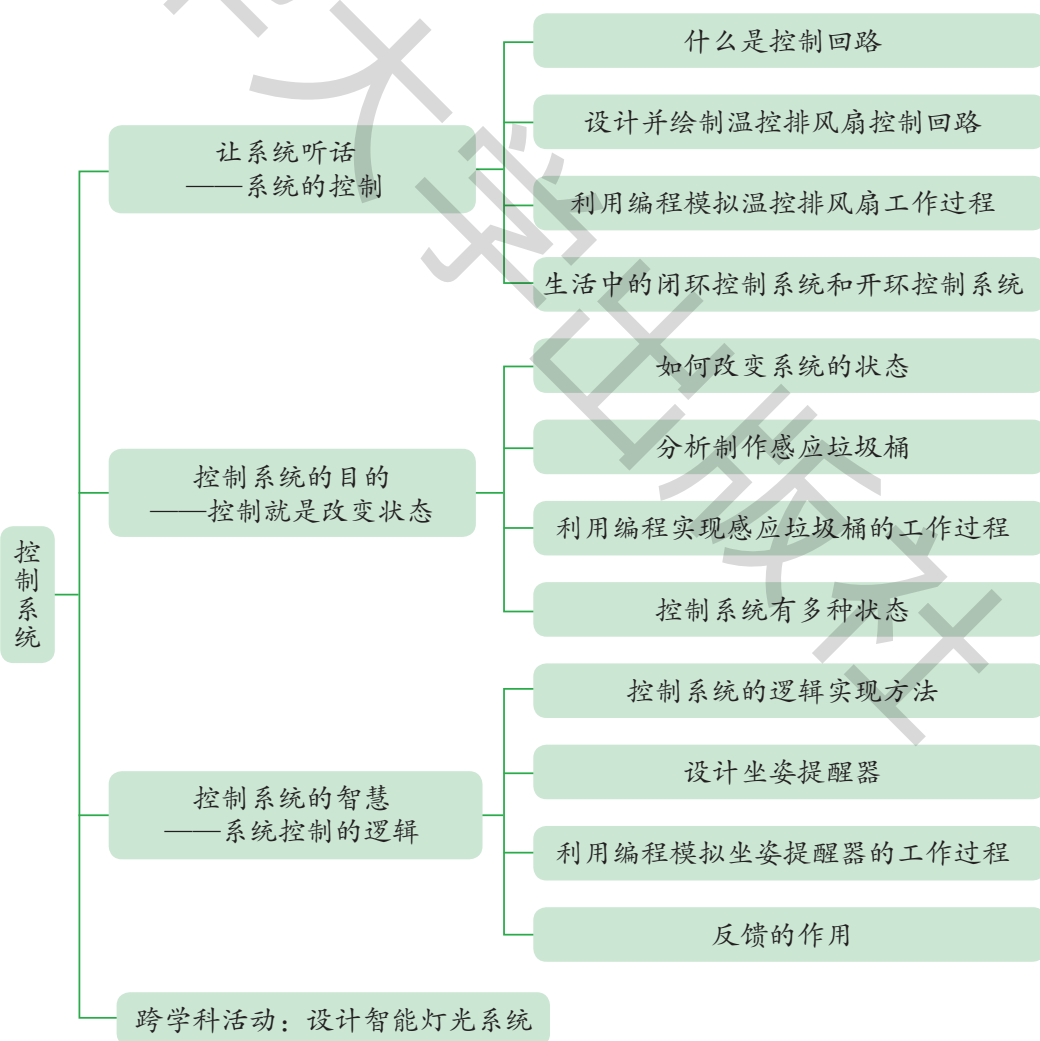 控制系统
让系统听话
——系统的控制
什么是控制回路
设计并绘制温控排风扇控制回路
利用编程模拟温控排风扇工作过程
生活中的闭环控制系统和开环控制系统
控制系统的目的
——控制就是改变状态
如何改变系统的状态
分析制作感应垃圾桶
利用编程实现感应垃圾桶的工作过程
控制系统有多种状态
控制系统的智慧
——系统控制的逻辑
控制系统的逻辑实现方法
设计坐姿提醒器
利用编程模拟坐姿提醒器的工作过程
反馈的作用
跨学科活动：设计智能灯光系统
大学出版社